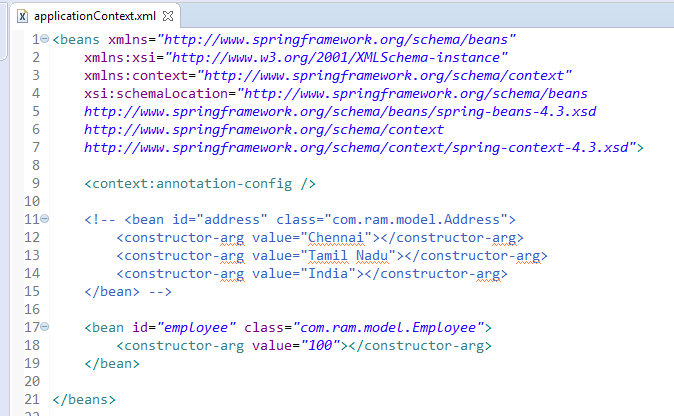 applicationContext.xml
1 <beans xmlns="http://www.springframework.org/schema/beans"
2 xmlns:xsi="http://www.w3.org/2001/XMLSchema-instance"
3 xmlns:context="http://www.springframework.org/schema/context"
4 xsi:schemaLocation="http://www.springframework.org/schema/beans
5 http://www.springframework.org/schema/beans/spring-beans-4.3.xsd
6 http://www.springframework.org/schema/context
7 http://www.springframework.org/schema/context/spring-context-4.3.xsd">
8
9 <context:annotation-config />
10
11 <!-- <bean id="address" class="com.ram.model.Address">
12 <constructor-arg value="Chennai"></constructor-arg>
13 <constructor-arg value="Tamil Nadu"></constructor-arg>
14 <constructor-arg value="India"></constructor-arg>
15 </bean> -->
16
17 <bean id="employee" class="com.ram.model.Employee">
18 <constructor-arg value="100"></constructor-arg>
19 </bean>
20
21 </beans>